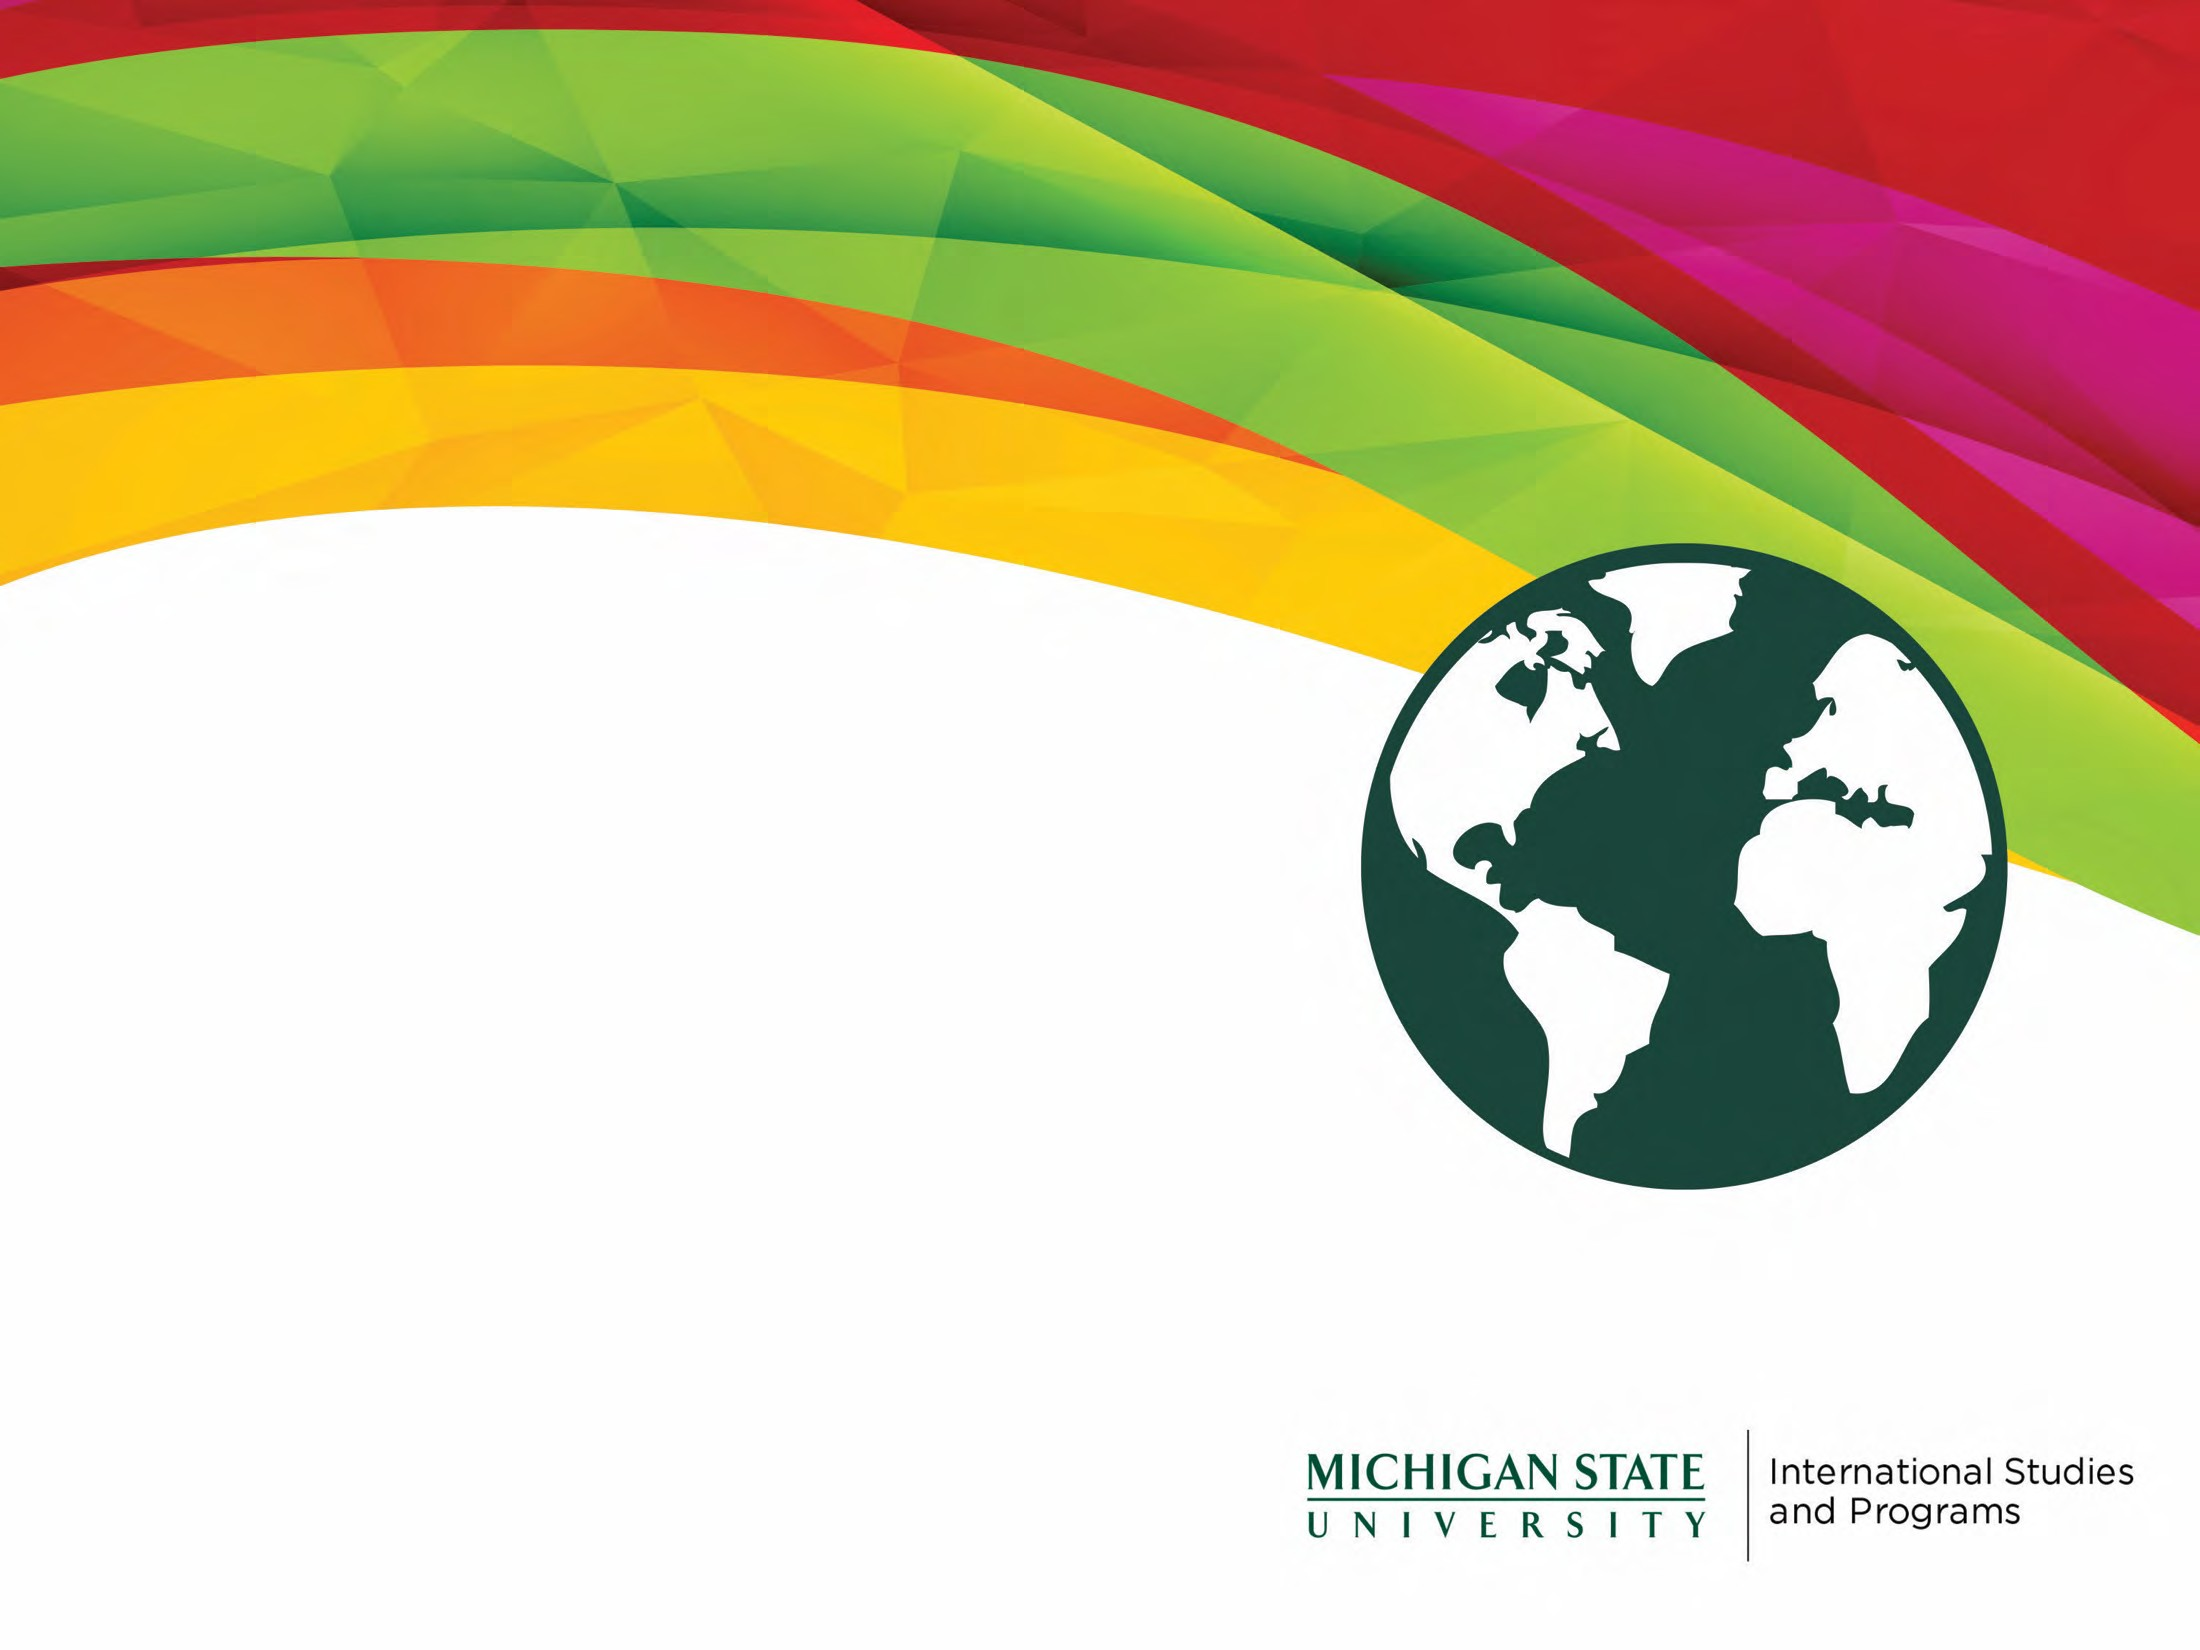 MICHIGAN STATE
UNIVERSITY
International Studies
and Programs